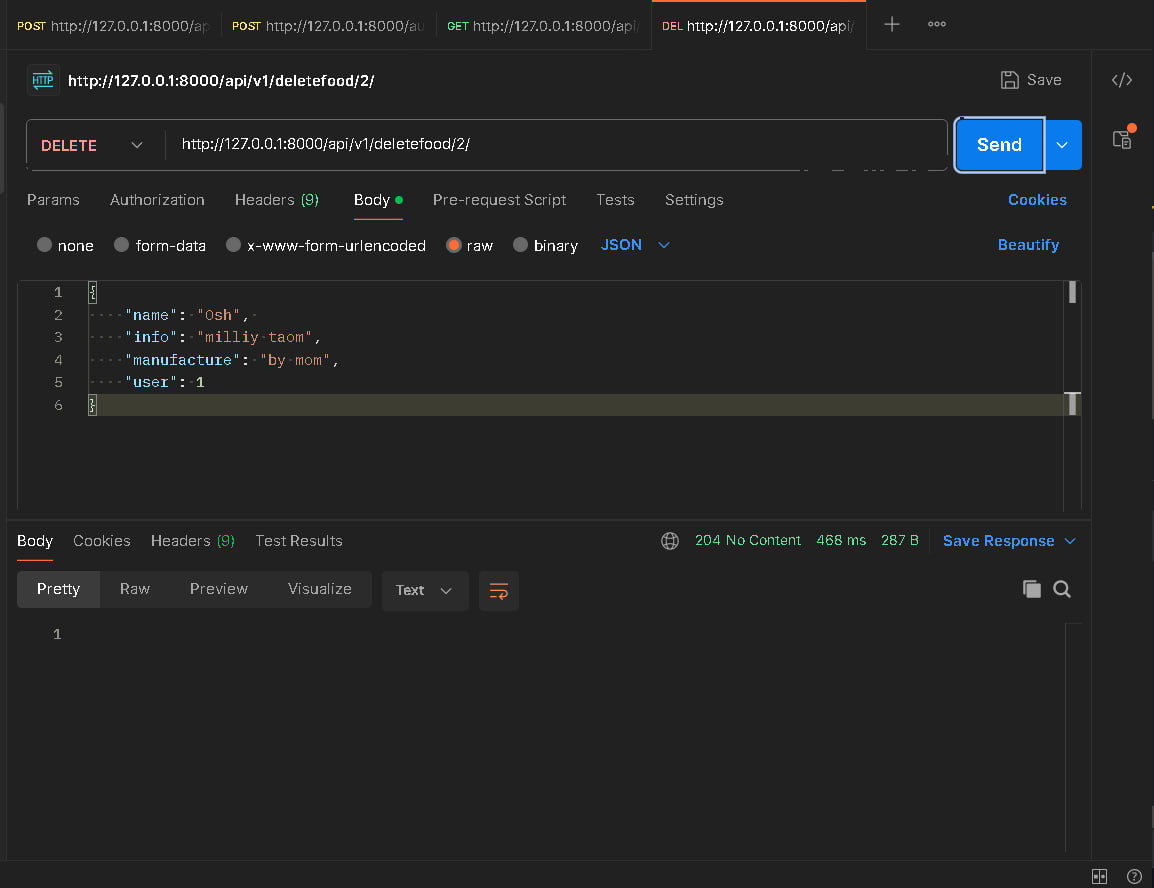 POST http://127.0.0.1:8000/ap
POST http://127.0.0.1:8000/au
GET http://127.0.0.1:8000/api/
DEL http://127.0.0.1:8000/api/
HTTP http://127.0.0.1:8000/api/v1/deletefood/2/
Save
DELETE
http://127.0.0.1:8000/api/v1/deletefood/2/
Send
Params Authorization Headers (9) Body Pre-request Script Tests Settings Cookies
none form-data x-www-form-urlencoded raw binary JSON Beautify
1 {
2 "name": "Osh",
3 "info": "milliy taom",
4 "manufacture": "by mom",
5 "user": 1
6 }
Body Cookies Headers (9) Test Results 204 No Content 468 ms 287 B Save Response
Pretty Raw Preview Visualize Text
1